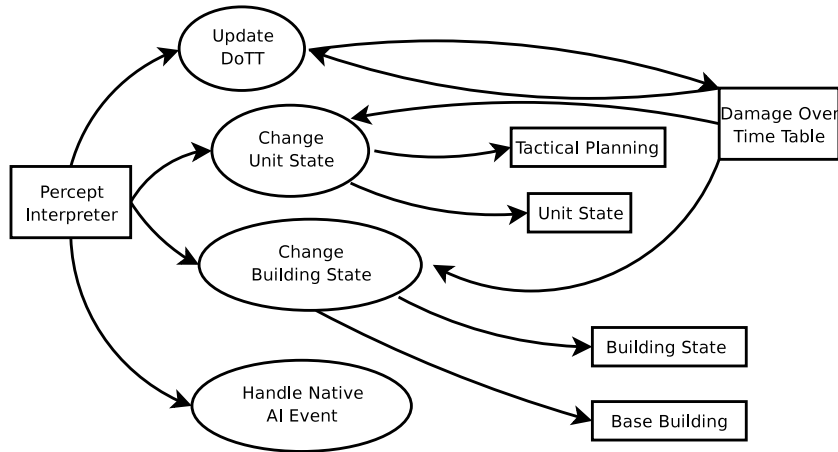 Update
DoTT
Damage Over
Time Table
Change
Unit State
Tactical Planning
Percept
Interpreter
Unit State
Change
Building State
Building State
Handle Native
AI Event
Base Building